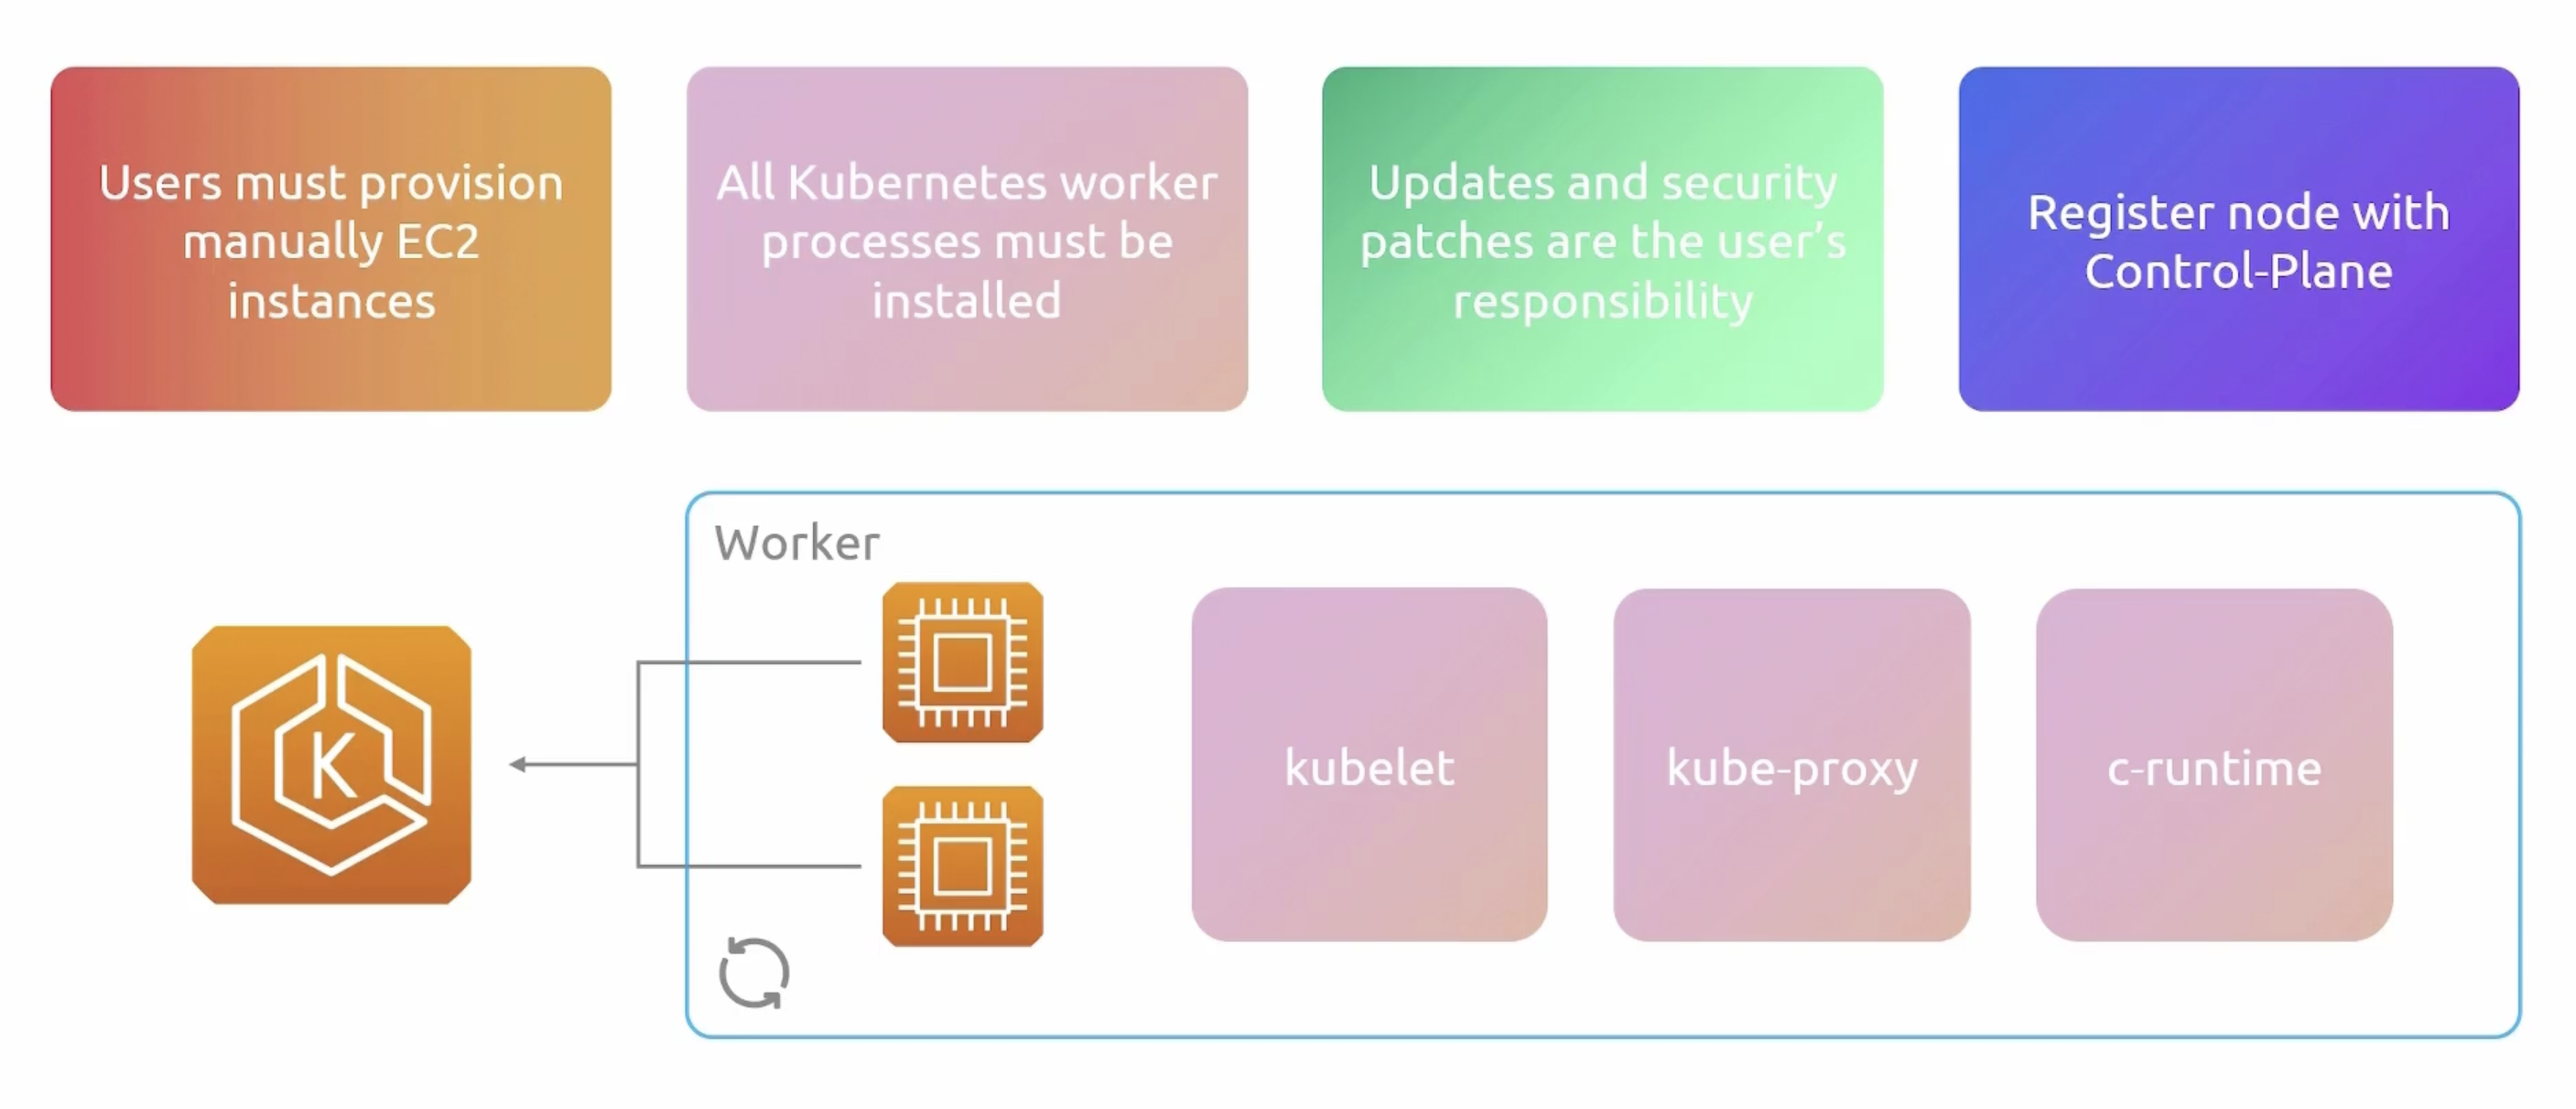 Users must provision
manually EC2
instances
All Kubernetes worker
processes must be
installed
Updates and security
patches are the user’s
responsibility
Register node with
Control-Plane
Worker
K
kubelet
kube-proxy
c-runtime